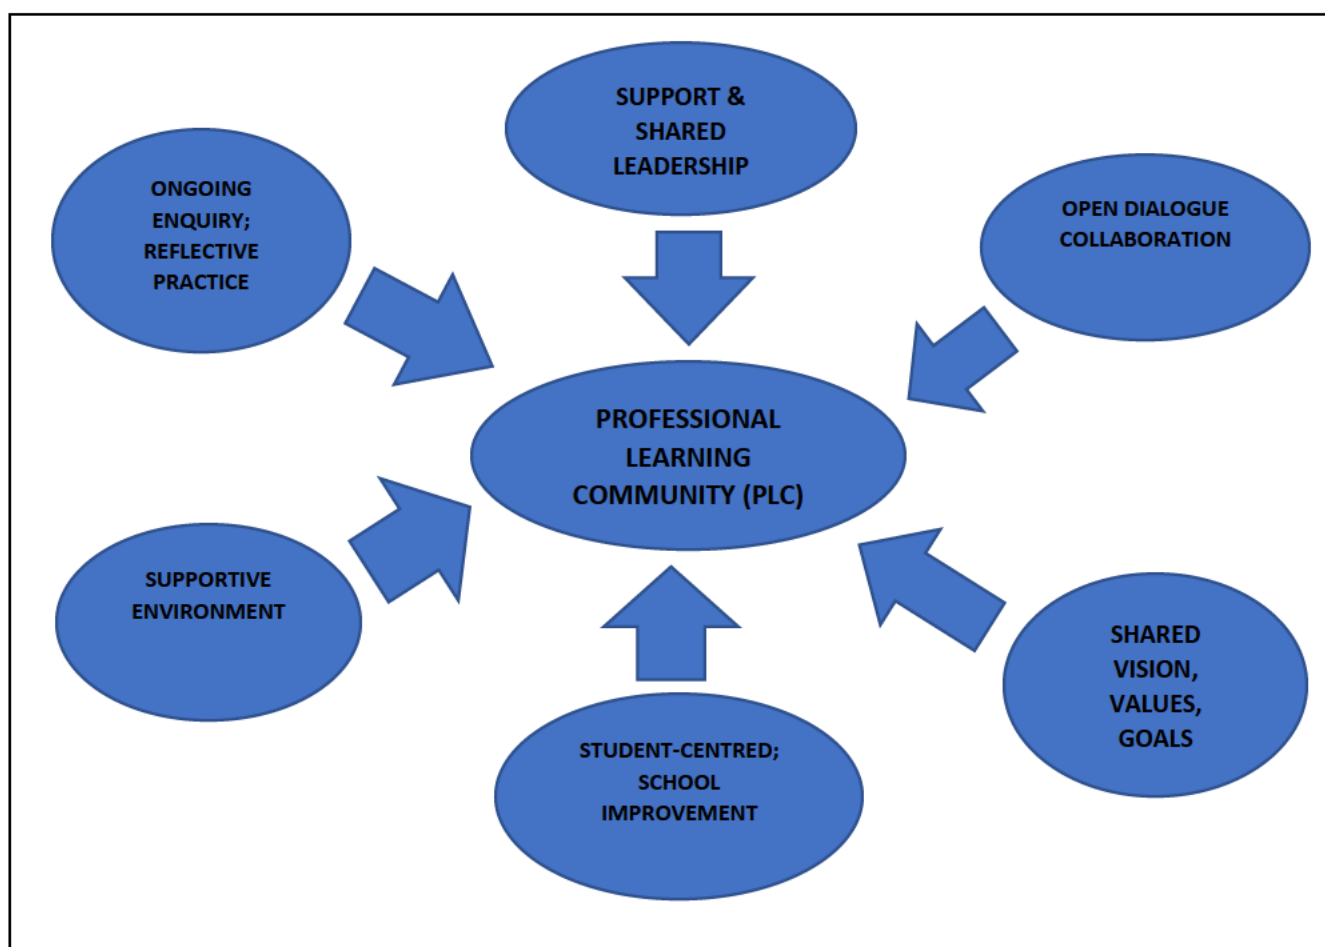 SUPPORT &
SHARED
LEADERSHIP
ONGOING
ENQUIRY;
REFLECTIVE
PRACTICE
OPEN DIALOGUE
COLLABORATION
PROFESSIONAL
LEARNING
COMMUNITY (PLC)
SUPPORTIVE
ENVIRONMENT
SHARED
VISION,
VALUES,
GOALS
STUDENT-CENTRED;
SCHOOL
IMPROVEMENT